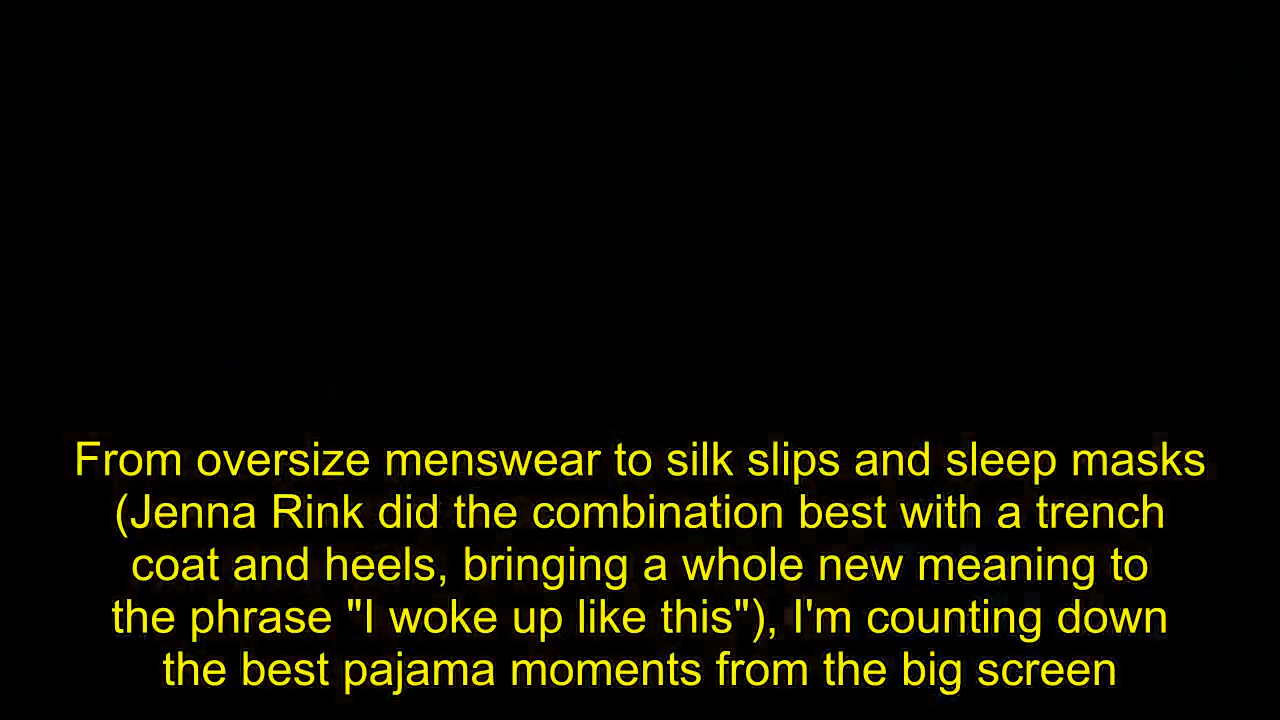 From oversize menswear to silk slips and sleep masks
(Jenna Rink did the combination best with a trench
coat and heels, bringing a whole new meaning to
the phrase "I woke up like this"), I'm counting down
the best pajama moments from the big screen